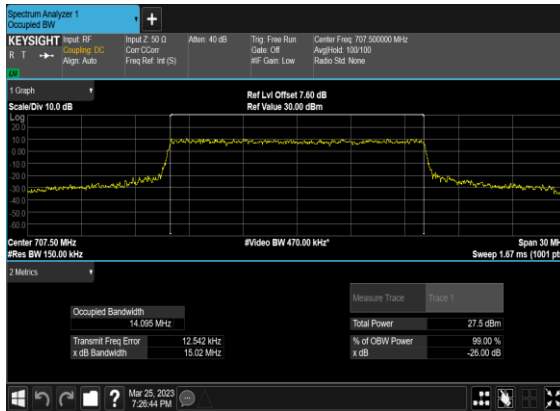 Spectrum Analyzer 1
Occupied BW
+
KEYSIGHT Input: RF Input Z: 50 Ω Atten: 40 dB Trig: Free Run Center Freq: 707.500000 MHz
R T Coupling: DC Corr CCorr Gate: Off Avg|Hold: 100/100
Align: Auto Freq Ref: Int (S) #IF Gain: Low Radio Std: None
LXI
1 Graph
Ref Lvl Offset 7.60 dB
Scale/Div 10.0 dB Ref Value 30.00 dBm
Log
20.0
10.0
0.00
-10.0
-20.0
-30.0
-40.0
-50.0
-60.0
Center 707.50 MHz #Video BW 470.00 kHz* Span 30 MH
#Res BW 150.00 kHz Sweep 1.67 ms (1001 pt
2 Metrics
Measure Trace Trace 1
Occupied Bandwidth
14.095 MHz Total Power 27.5 dBm
Transmit Freq Error 12.542 kHz % of OBW Power 99.00 %
x dB Bandwidth 15.02 MHz x dB -26.00 dB
? Mar 25, 2023
7:26:44 PM